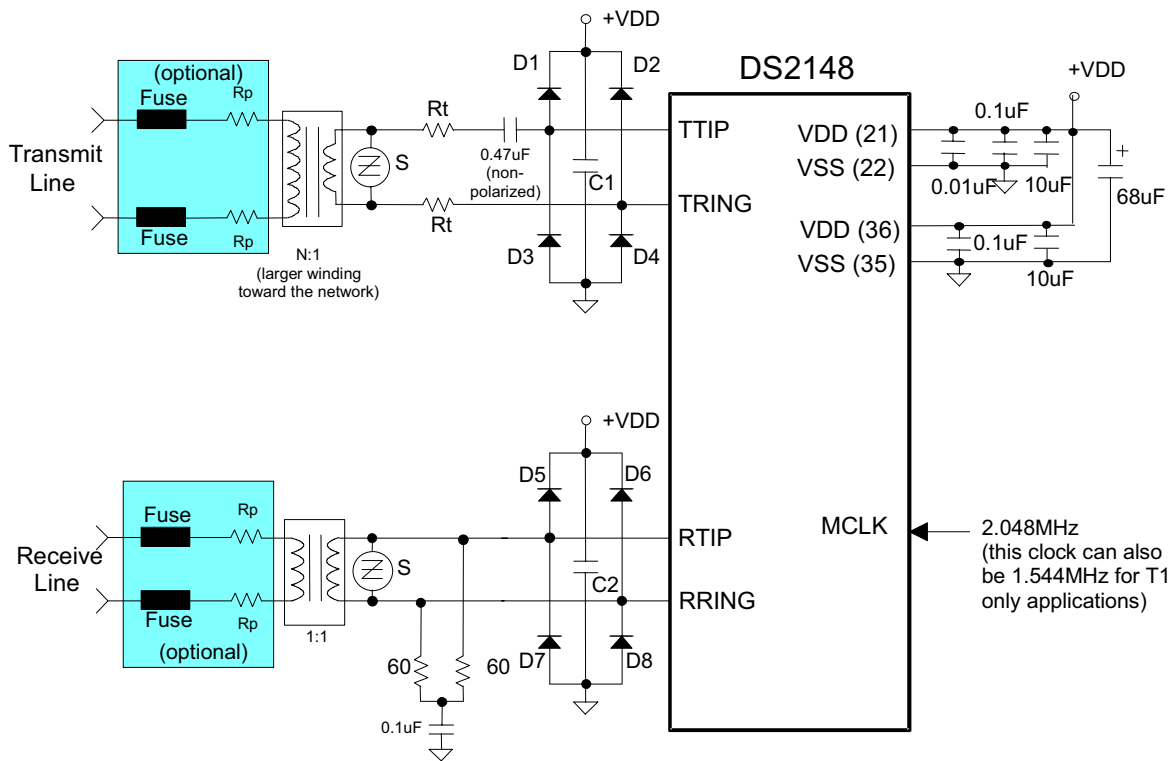 +VDD
(optional)
Fuse
Rp
D1
D2
DS2148
+VDD
Rt
TTIP
VDD (21)
0.1uF
+
Transmit
Line
S
0.47uF
(non-
polarized)
C1
VSS (22)
0.01uF
10uF
68uF
Rt
TRING
Fuse
Rp
D3
D4
VDD (36)
0.1uF
VSS (35)
10uF
N:1
(larger winding
toward the network)
+VDD
D5
D6
Fuse
Rp
RTIP
MCLK
2.048MHz
(this clock can also
be 1.544MHz for T1
only applications)
Receive
Line
S
C2
RRING
Fuse
Rp
1:1
(optional)
60
60
D7
D8
0.1uF